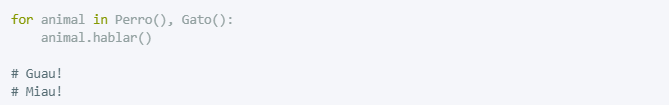 for animal in Perro(), Gato():
    animal.hablar()

# Guau!
# Miau!